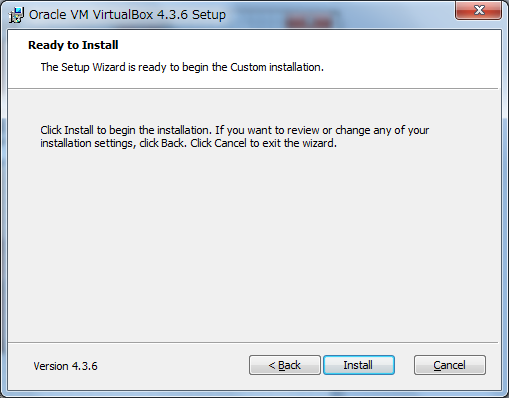 Oracle VM VirtualBox 4.3.6 Setup
Ready to Install
The Setup Wizard is ready to begin the Custom installation.
Click Install to begin the installation. If you want to review or change any of your
installation settings, click Back. Click Cancel to exit the wizard.
Version 4.3.6
< Back
Install
Cancel